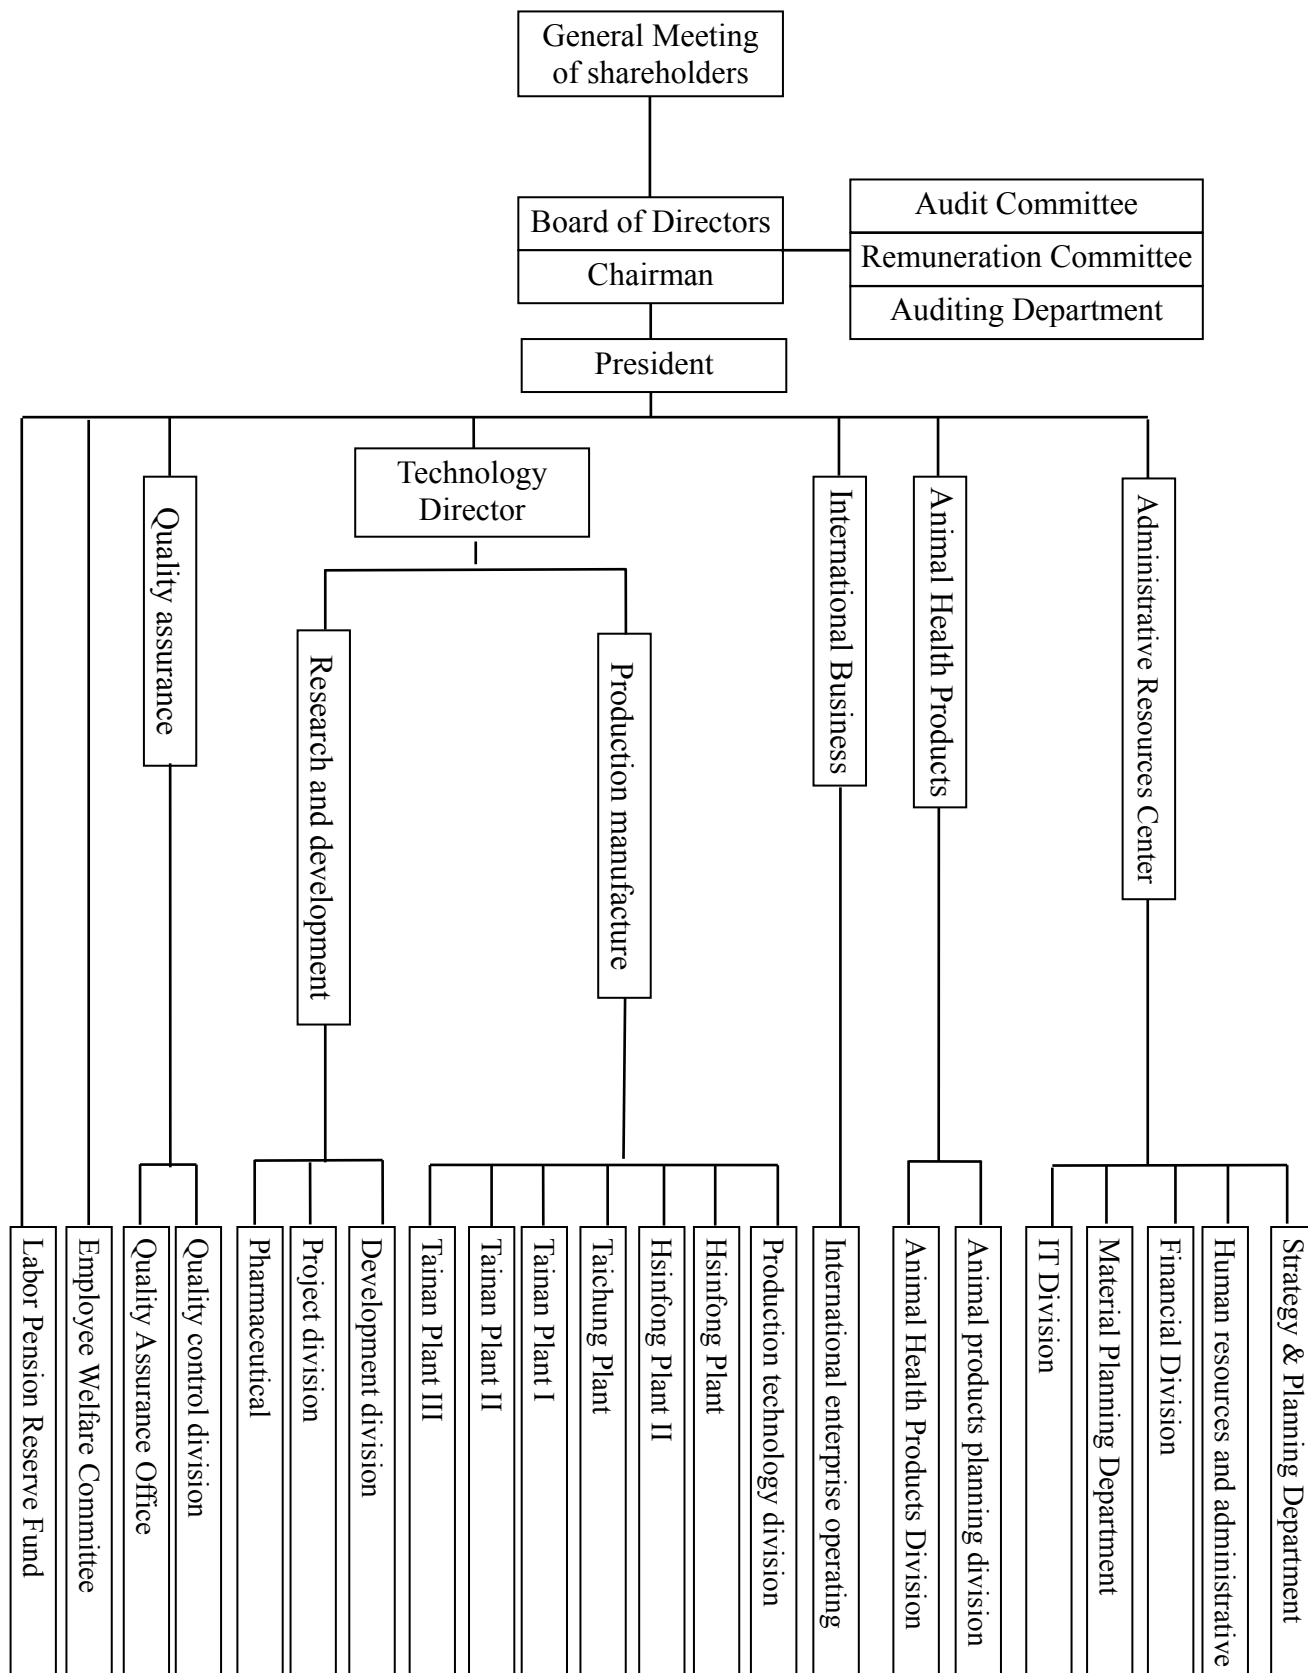 General Meeting
of shareholders
Board of Directors
Chairman
Audit Committee
Remuneration Committee
Auditing Department
President
Technology
Director
Quality assurance
Research and development
Production manufacture
International Business
Animal Health Products
Administrative Resources Center
Labor Pension Reserve Fund
Employee Welfare Committee
Quality Assurance Office
Quality control division
Pharmaceutical
Project division
Development division
Tainan Plant III
Tainan Plant II
Tainan Plant I
Taichung Plant
Hsinfong Plant II
Hsinfong Plant
Production technology division
International enterprise operating
Animal Health Products Division
Animal products planning division
IT Division
Material Planning Department
Financial Division
Human resources and administrative
Strategy & Planning Department